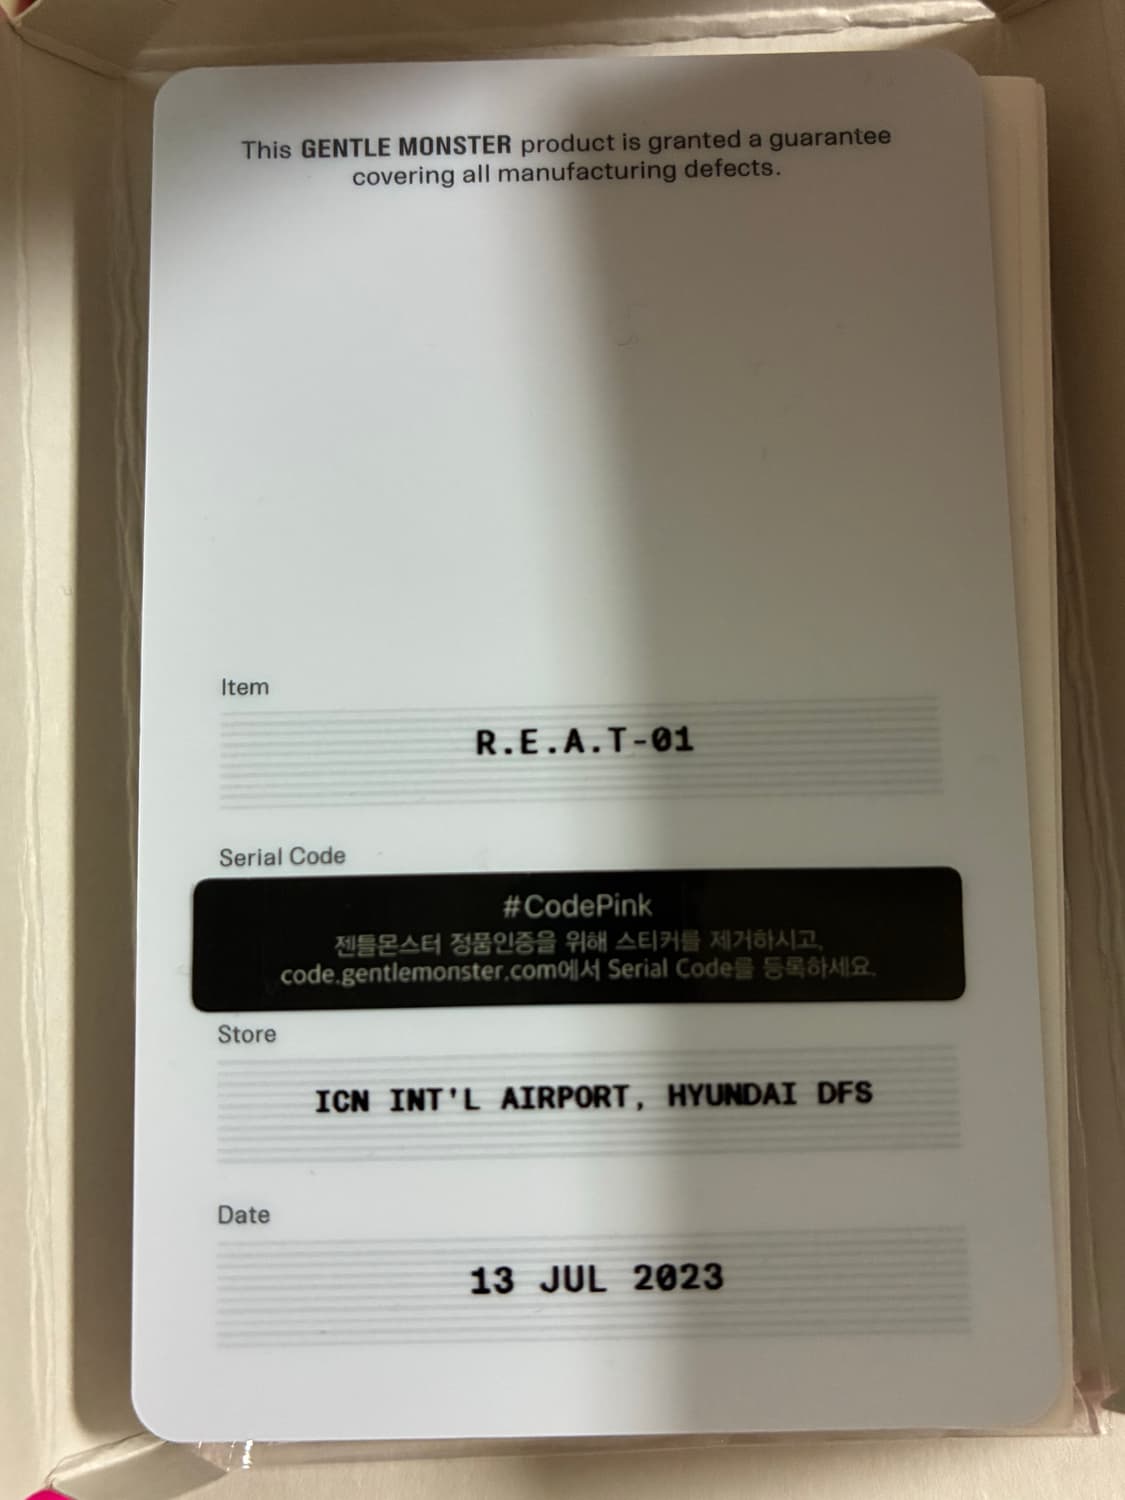 This GENTLE MONSTER product is granted a guarantee
covering all manufacturing defects.
Item
R.E.A.T-01
Serial Code
#CodePink
젠틀몬스터 정품인증을 위해 스티커를 제거하시고,
code.gentlemonster.com에서 Serial Code를 등록하세요.
Store
ICN INT'L AIRPORT, HYUNDAI DFS
Date
13 JUL 2023